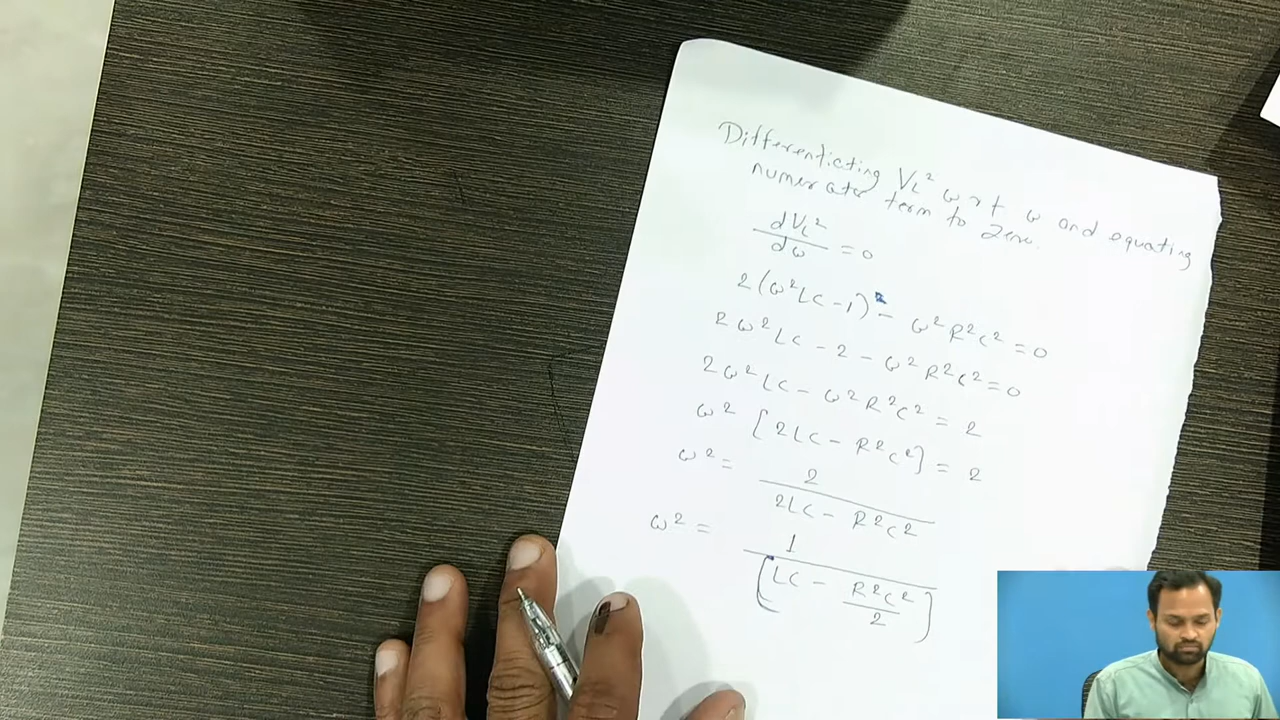 Differenticting VL² w r t ω and equating
numerator term to Zero.
dVL²/dω = 0
2(ω²LC - 1) - ω²R²C² = 0
2ω²LC - 2 - ω²R²C² = 0
2ω²LC - ω²R²C² = 2
ω² [2LC - R²C²] = 2
ω² = 2/(2LC - R²C²)
ω² = 1/[LC - R²C²/2]